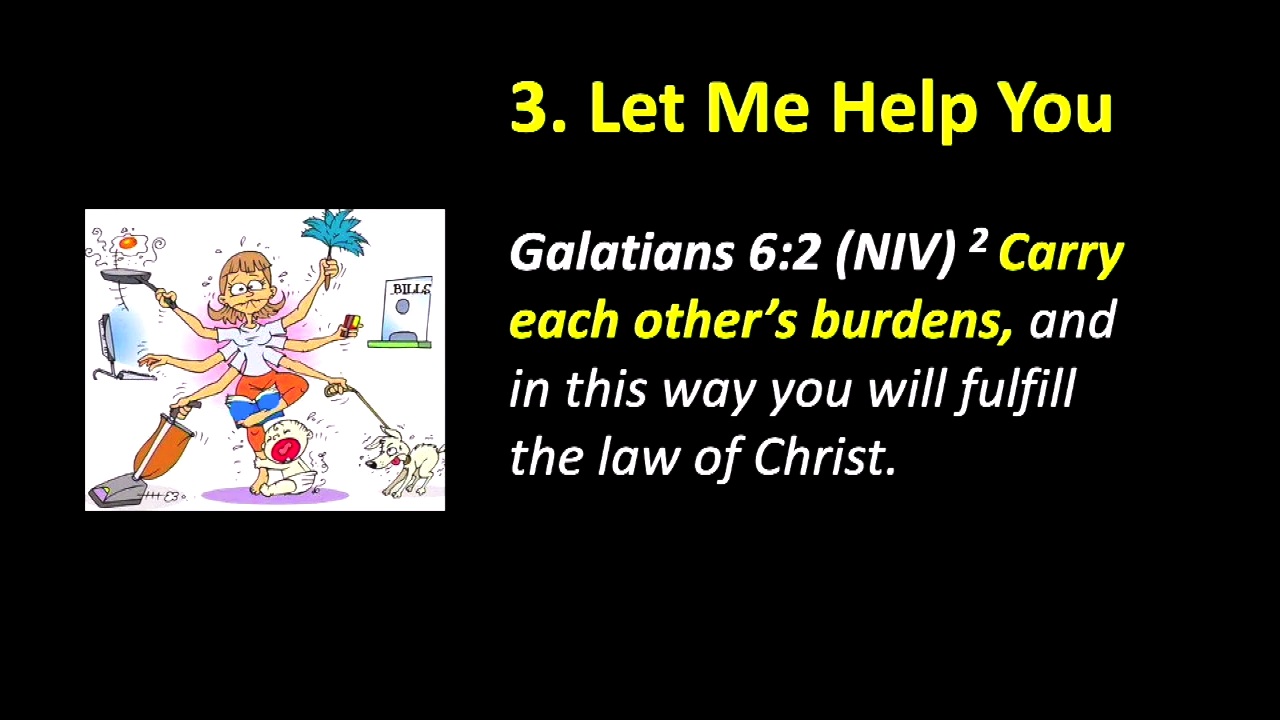 3. Let Me Help You
BILLS
Galatians 6:2 (NIV) ² Carry
each other’s burdens, and
in this way you will fulfill
the law of Christ.